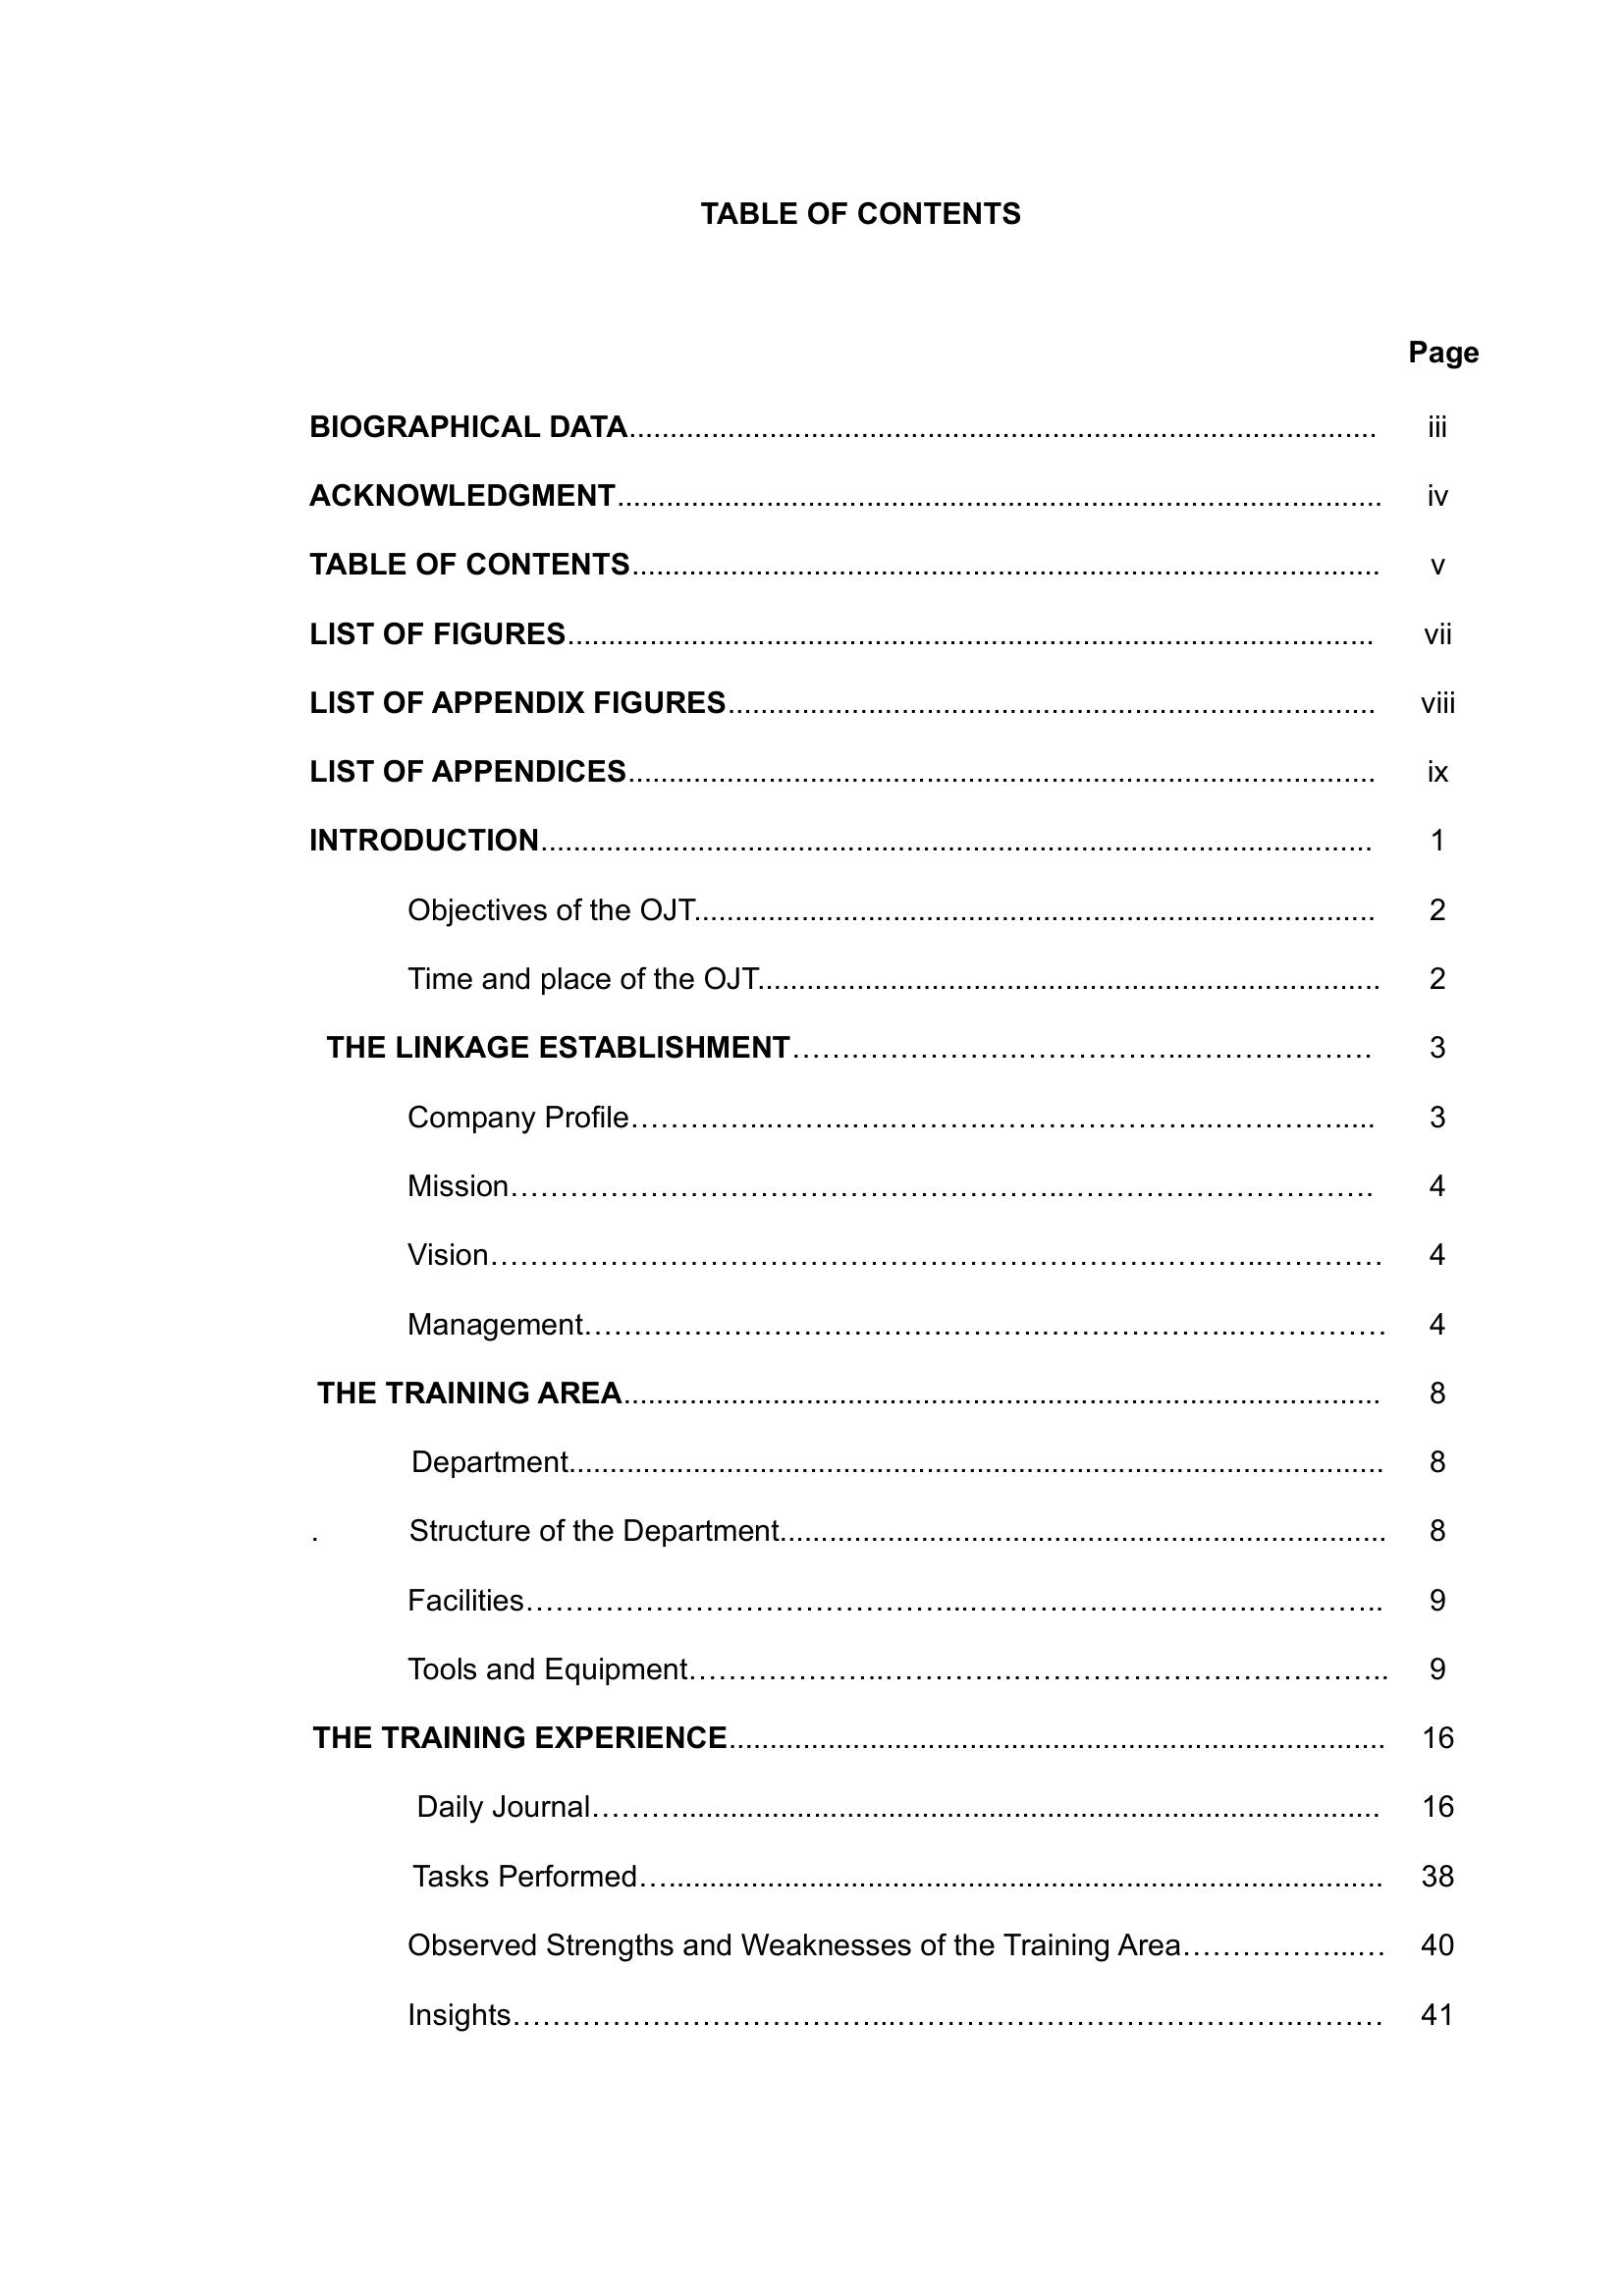 TABLE OF CONTENTS
Page
BIOGRAPHICAL DATA.......................................................................................... iii
ACKNOWLEDGMENT............................................................................................ iv
TABLE OF CONTENTS.......................................................................................... v
LIST OF FIGURES................................................................................................. vii
LIST OF APPENDIX FIGURES.............................................................................. viii
LIST OF APPENDICES.......................................................................................... ix
INTRODUCTION.................................................................................................... 1
Objectives of the OJT.................................................................................. 2
Time and place of the OJT........................................................................... 2
THE LINKAGE ESTABLISHMENT…………………………………………………… 3
Company Profile…………...……..…..……………………………..…………..... 3
Mission………………………………………………..…………………………… 4
Vision…………………………………………………………..………..………… 4
Management……………………………………….…………………..…………… 4
THE TRAINING AREA........................................................................................... 8
Department................................................................................................... 8
. Structure of the Department......................................................................... 8
Facilities……………………………………...……………………….………….. 9
Tools and Equipment………………..………………………………………….. 9
THE TRAINING EXPERIENCE............................................................................... 16
Daily Journal………..................................................................................... 16
Tasks Performed…...................................................................................... 38
Observed Strengths and Weaknesses of the Training Area……………...… 40
Insights………………………………..………………………………….……… 41